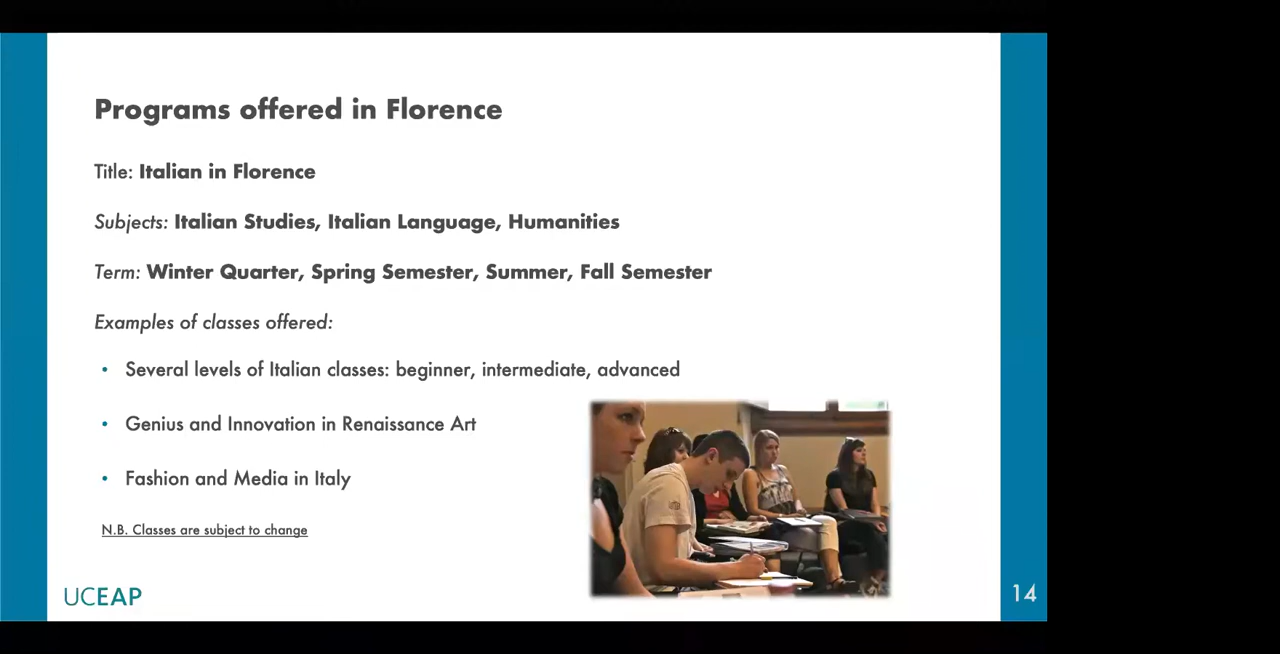 Programs offered in Florence
Title: Italian in Florence
Subjects: Italian Studies, Italian Language, Humanities
Term: Winter Quarter, Spring Semester, Summer, Fall Semester
Examples of classes offered:
• Several levels of Italian classes: beginner, intermediate, advanced
• Genius and Innovation in Renaissance Art
• Fashion and Media in Italy
N.B. Classes are subject to change
UCEAP
14